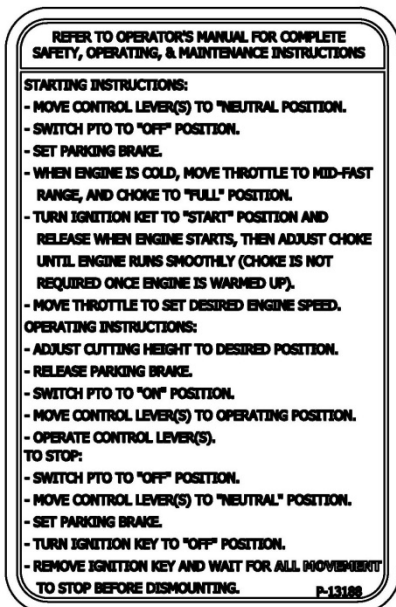 REFER TO OPERATOR'S MANUAL FOR COMPLETE
SAFETY, OPERATING, & MAINTENANCE INSTRUCTIONS
STARTING INSTRUCTIONS:
- MOVE CONTROL LEVER(S) TO "NEUTRAL POSITION.
- SWITCH PTO TO "OFF" POSITION.
- SET PARKING BRAKE.
- WHEN ENGINE IS COLD, MOVE THROTTLE TO MID-FAST
RANGE, AND CHOKE TO "FULL" POSITION.
- TURN IGNITION KET TO "START" POSITION AND
RELEASE WHEN ENGINE STARTS, THEN ADJUST CHOKE
UNTIL ENGINE RUNS SMOOTHLY (CHOKE IS NOT
REQUIRED ONCE ENGINE IS WARMED UP).
- MOVE THROTTLE TO SET DESIRED ENGINE SPEED.
OPERATING INSTRUCTIONS:
- ADJUST CUTTING HEIGHT TO DESIRED POSITION.
- RELEASE PARKING BRAKE.
- SWITCH PTO TO "ON" POSITION.
- MOVE CONTROL LEVER(S) TO OPERATING POSITION.
- OPERATE CONTROL LEVER(S).
TO STOP:
- SWITCH PTO TO "OFF" POSITION.
- MOVE CONTROL LEVER(S) TO "NEUTRAL" POSITION.
- SET PARKING BRAKE.
- TURN IGNITION KEY TO "OFF" POSITION.
- REMOVE IGNITION KEY AND WAIT FOR ALL MOVEMENT
TO STOP BEFORE DISMOUNTING. P-13188